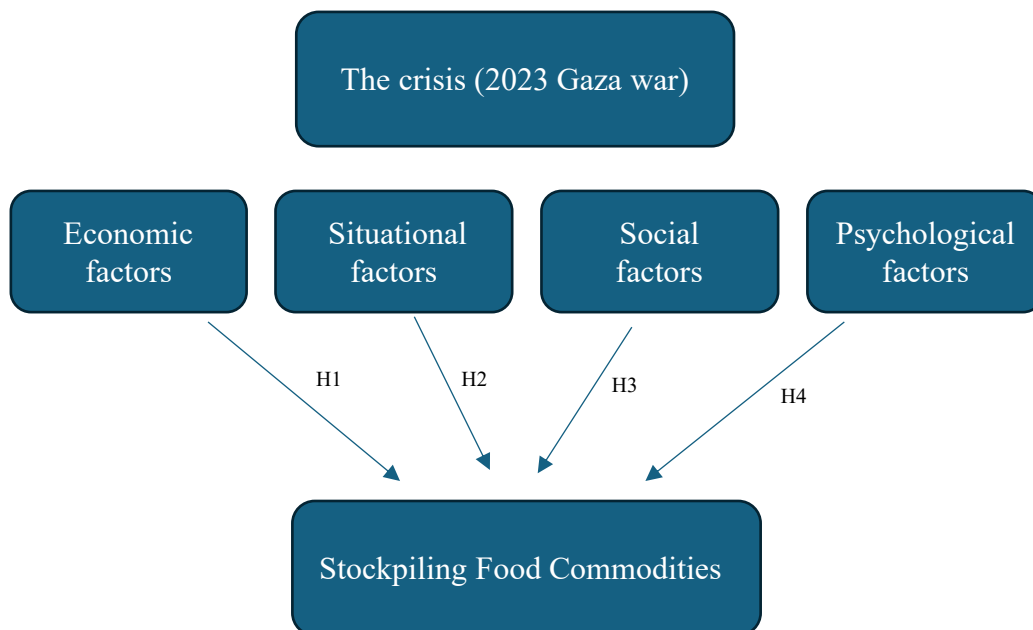 The crisis (2023 Gaza war)
Economic
factors
Situational
factors
Social
factors
Psychological
factors
H1
H2
H3
H4
Stockpiling Food Commodities